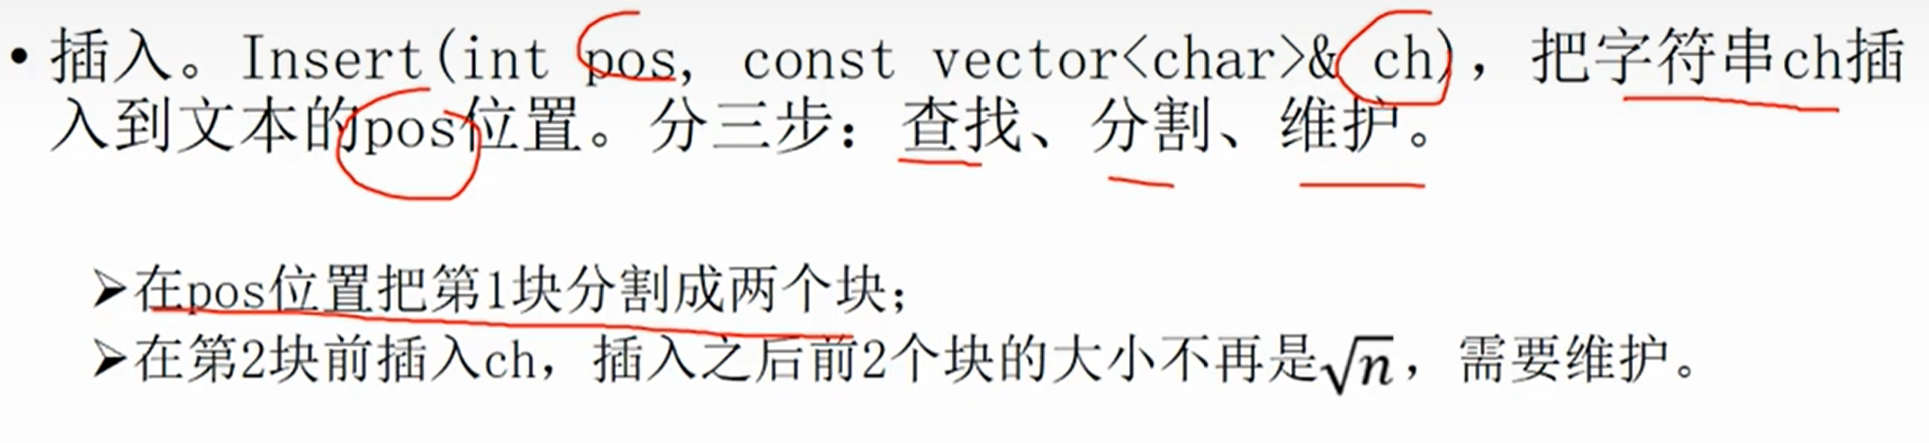 • 插入。Insert(int pos, const vector<char>& ch)，把字符串ch插
入到文本的pos位置。分三步：查找、分割、维护。
➢在pos位置把第1块分割成两个块；
➢在第2块前插入ch，插入之后前2个块的大小不再是√n，需要维护。